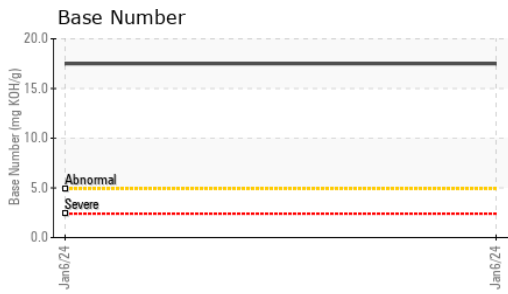 Base Number
Base Number (mg KOH/g)
20.0
15.0
10.0
5.0
0.0
Abnormal
Severe
Jan6/24
Jan6/24